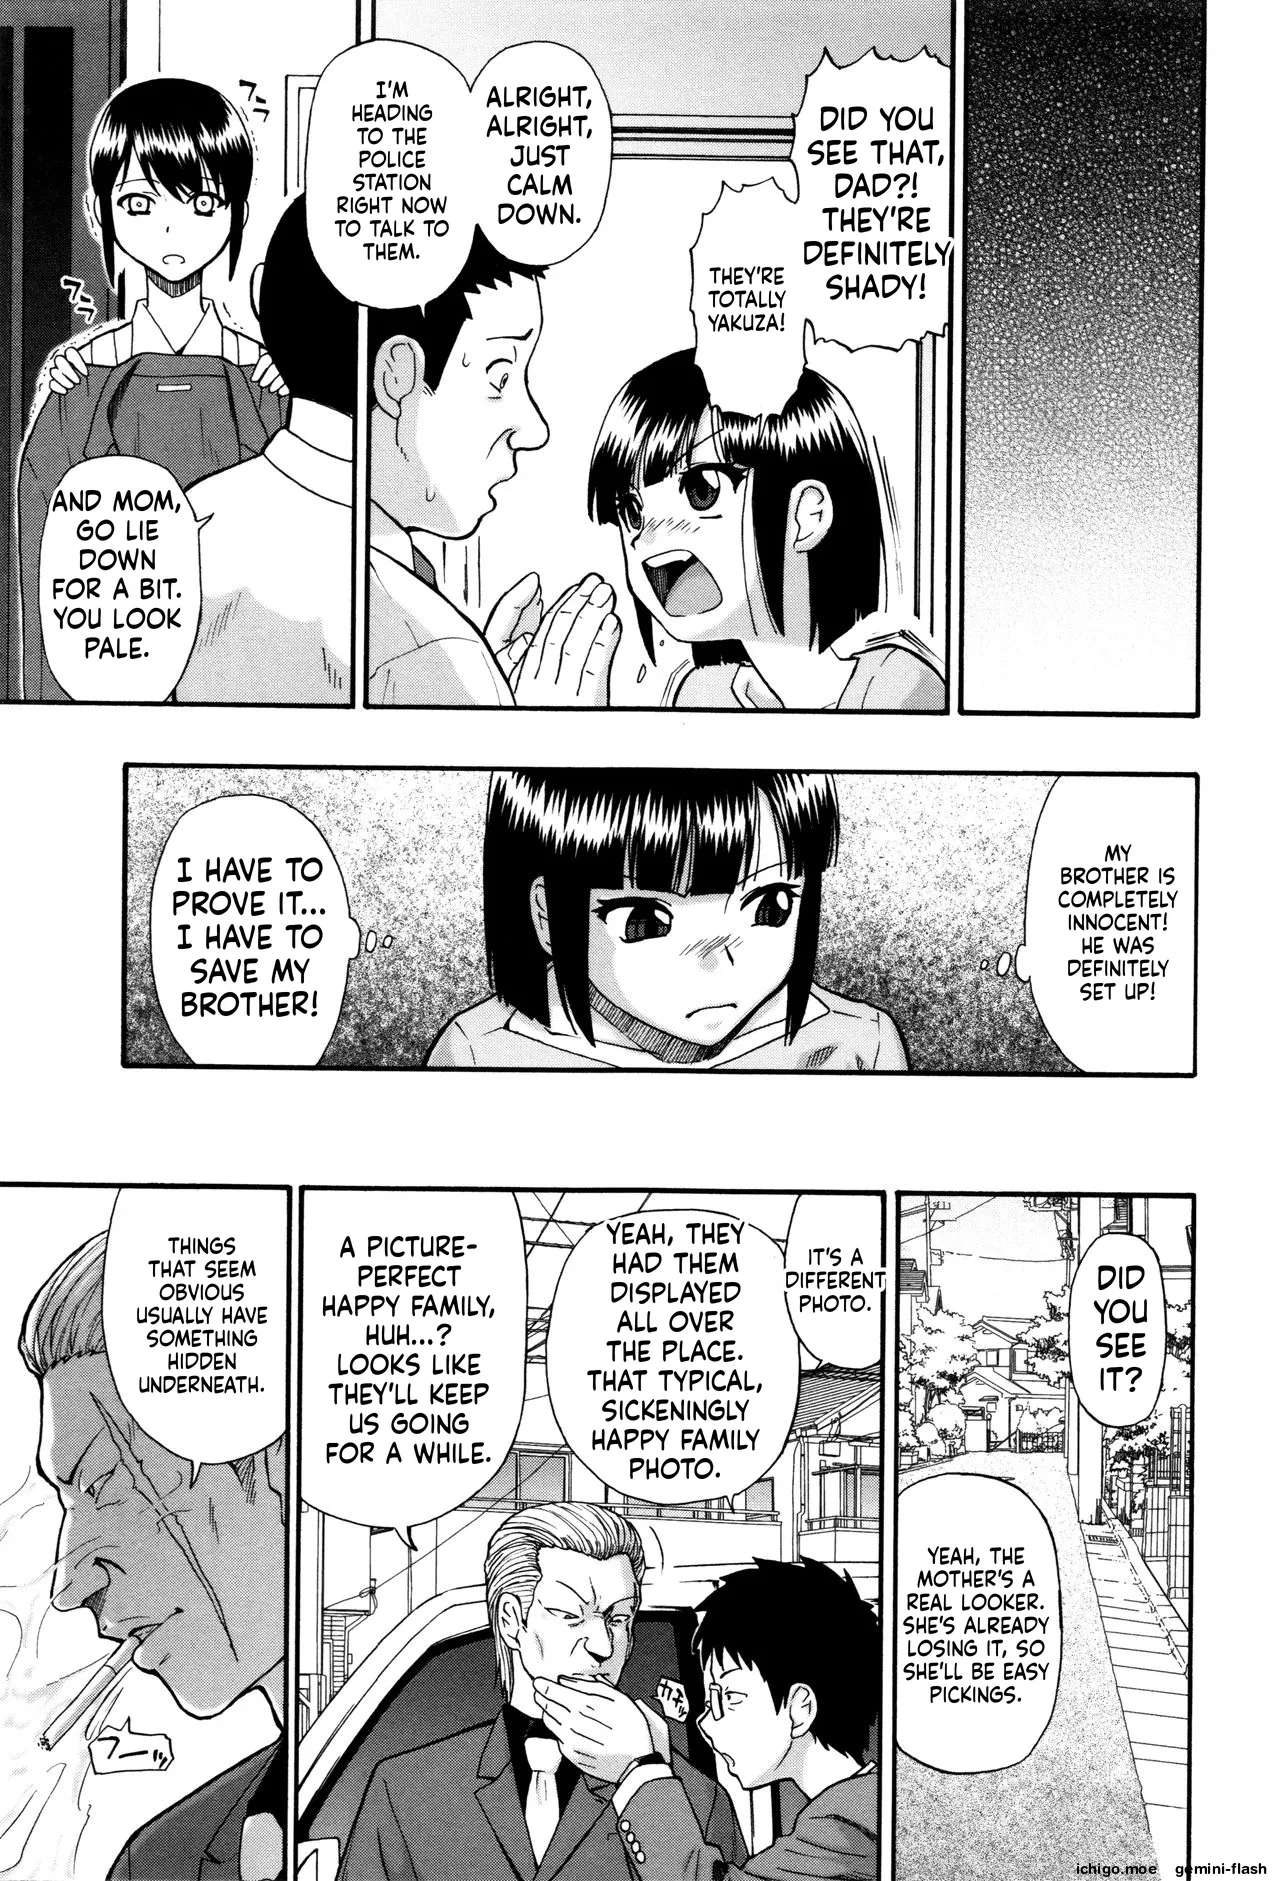 DID YOU
SEE THAT,
DAD?!
THEY'RE
DEFINITELY
SHADY!
THEY'RE
TOTALLY
YAKUZA!
ALRIGHT,
ALRIGHT,
JUST
CALM
DOWN.
I'M
HEADING
TO THE
POLICE
STATION
RIGHT NOW
TO TALK TO
THEM.
AND MOM,
GO LIE
DOWN
FOR A BIT.
YOU LOOK
PALE.
MY
BROTHER IS
COMPLETELY
INNOCENT!
HE WAS
DEFINITELY
SET UP!
I HAVE TO
PROVE IT...
I HAVE TO
SAVE MY
BROTHER!
DID
YOU
SEE
IT?
YEAH, THE
MOTHER'S A
REAL LOOKER.
SHE'S ALREADY
LOSING IT, SO
SHE'LL BE EASY
PICKINGS.
IT'S A
DIFFERENT
PHOTO.
YEAH, THEY
HAD THEM
DISPLAYED
ALL OVER
THE PLACE.
THAT TYPICAL,
SICKENINGLY
HAPPY FAMILY
PHOTO.
A PICTURE-
PERFECT
HAPPY FAMILY,
HUH...?
LOOKS LIKE
THEY'LL KEEP
US GOING
FOR A WHILE.
THINGS
THAT SEEM
OBVIOUS
USUALLY HAVE
SOMETHING
HIDDEN
UNDERNEATH.
フーッ
ichigo.moe gemini-flash